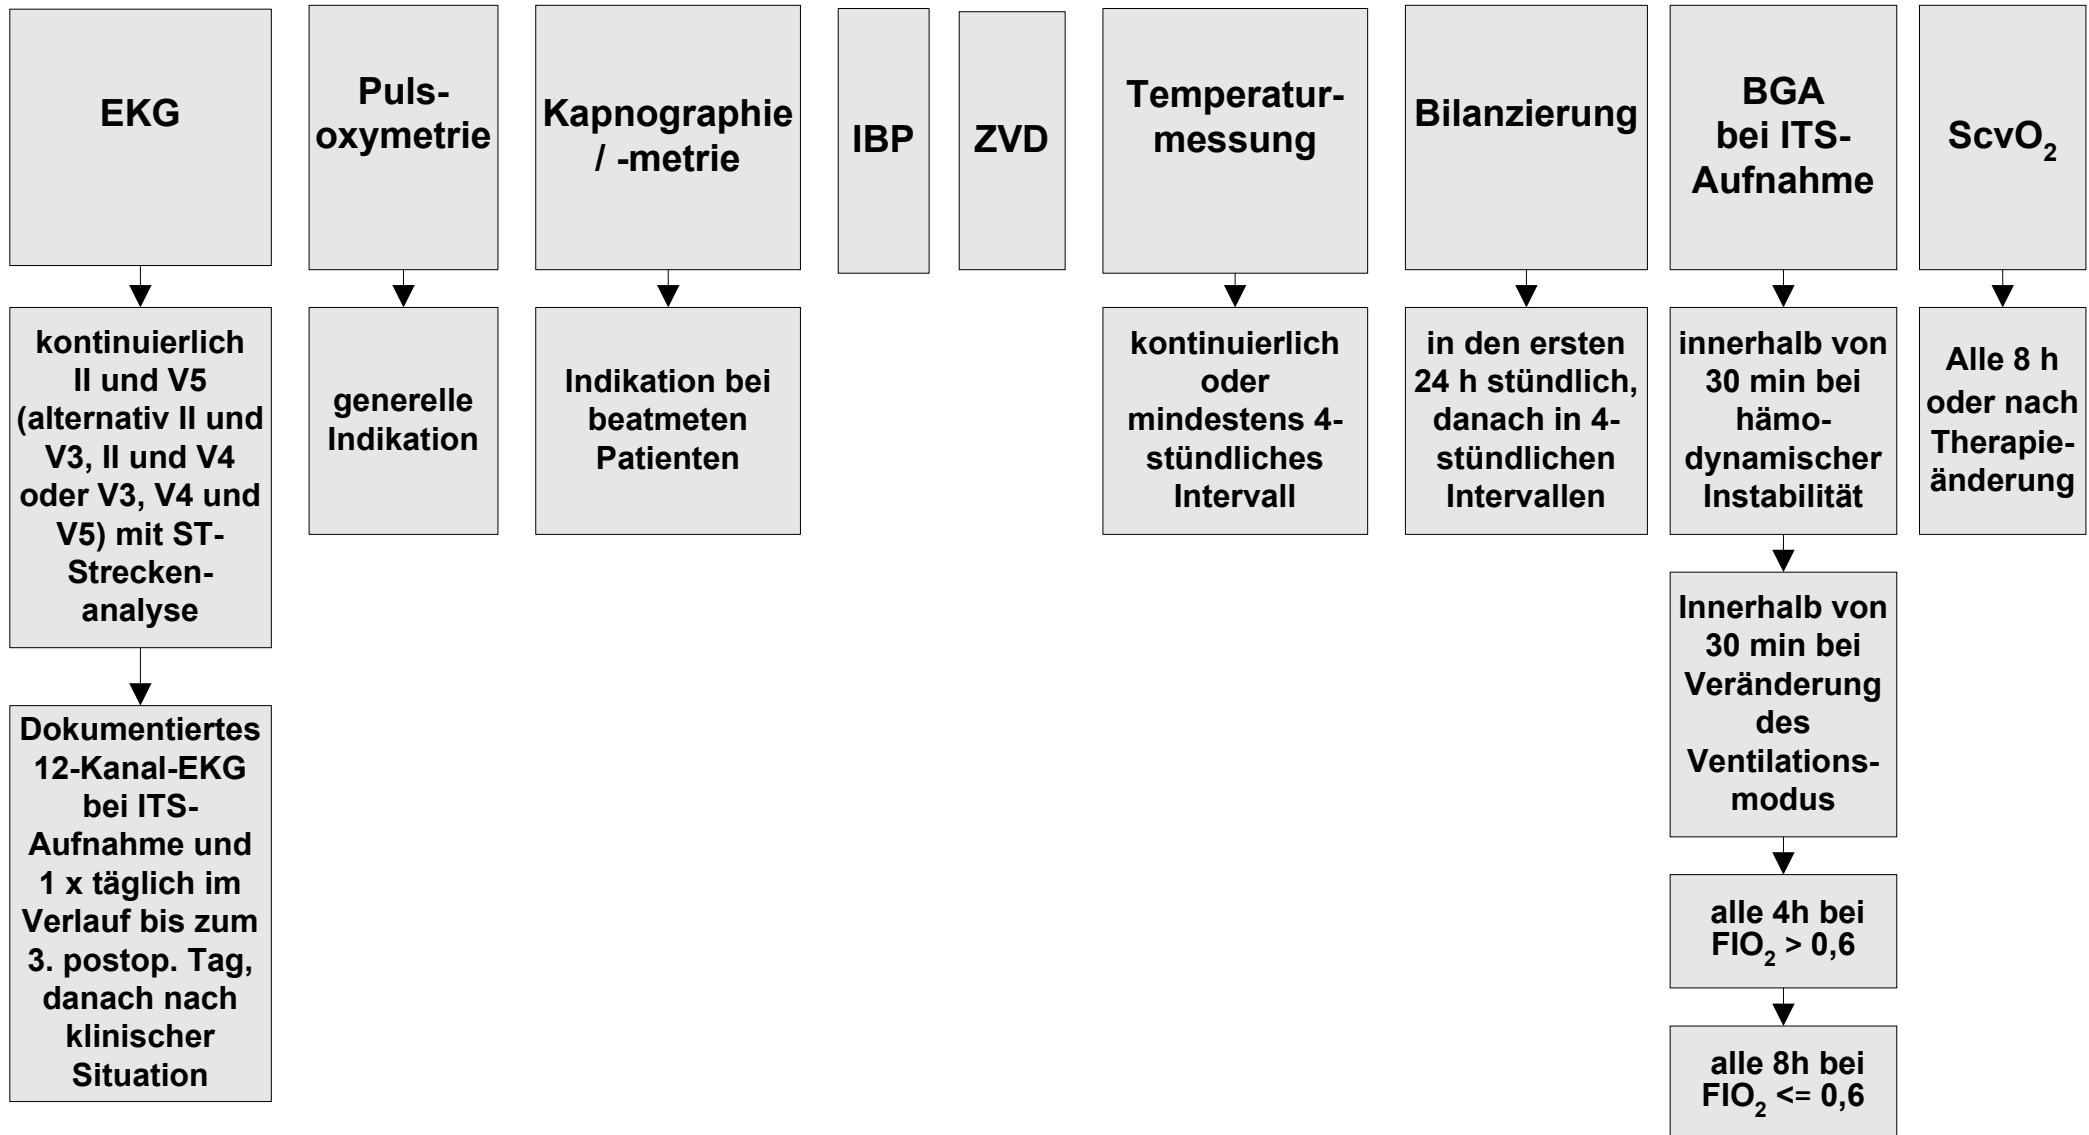 EKG
Puls-
oxymetrie
Kapnographie
/ -metrie
IBP
ZVD
Temperatur-
messung
Bilanzierung
BGA
bei ITS-
Aufnahme
ScvO₂
kontinuierlich
II und V5
(alternativ II und
V3, II und V4
oder V3, V4 und
V5) mit ST-
Strecken-
analyse
generelle
Indikation
Indikation bei
beatmeten
Patienten
kontinuierlich
oder
mindestens 4-
stündliches
Intervall
in den ersten
24 h stündlich,
danach in 4-
stündlichen
Intervallen
innerhalb von
30 min bei
hämo-
dynamischer
Instabilität
Alle 8 h
oder nach
Therapie-
änderung
Dokumentiertes
12-Kanal-EKG
bei ITS-
Aufnahme und
1 x täglich im
Verlauf bis zum
3. postop. Tag,
danach nach
klinischer
Situation
Innerhalb von
30 min bei
Veränderung
des
Ventilations-
modus
alle 4h bei
FIO₂ > 0,6
alle 8h bei
FIO₂ <= 0,6